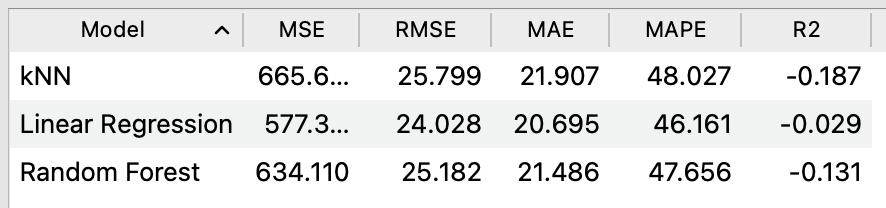 Model MSE RMSE MAE MAPE R2
kNN 665.6... 25.799 21.907 48.027 -0.187
Linear Regression 577.3... 24.028 20.695 46.161 -0.029
Random Forest 634.110 25.182 21.486 47.656 -0.131